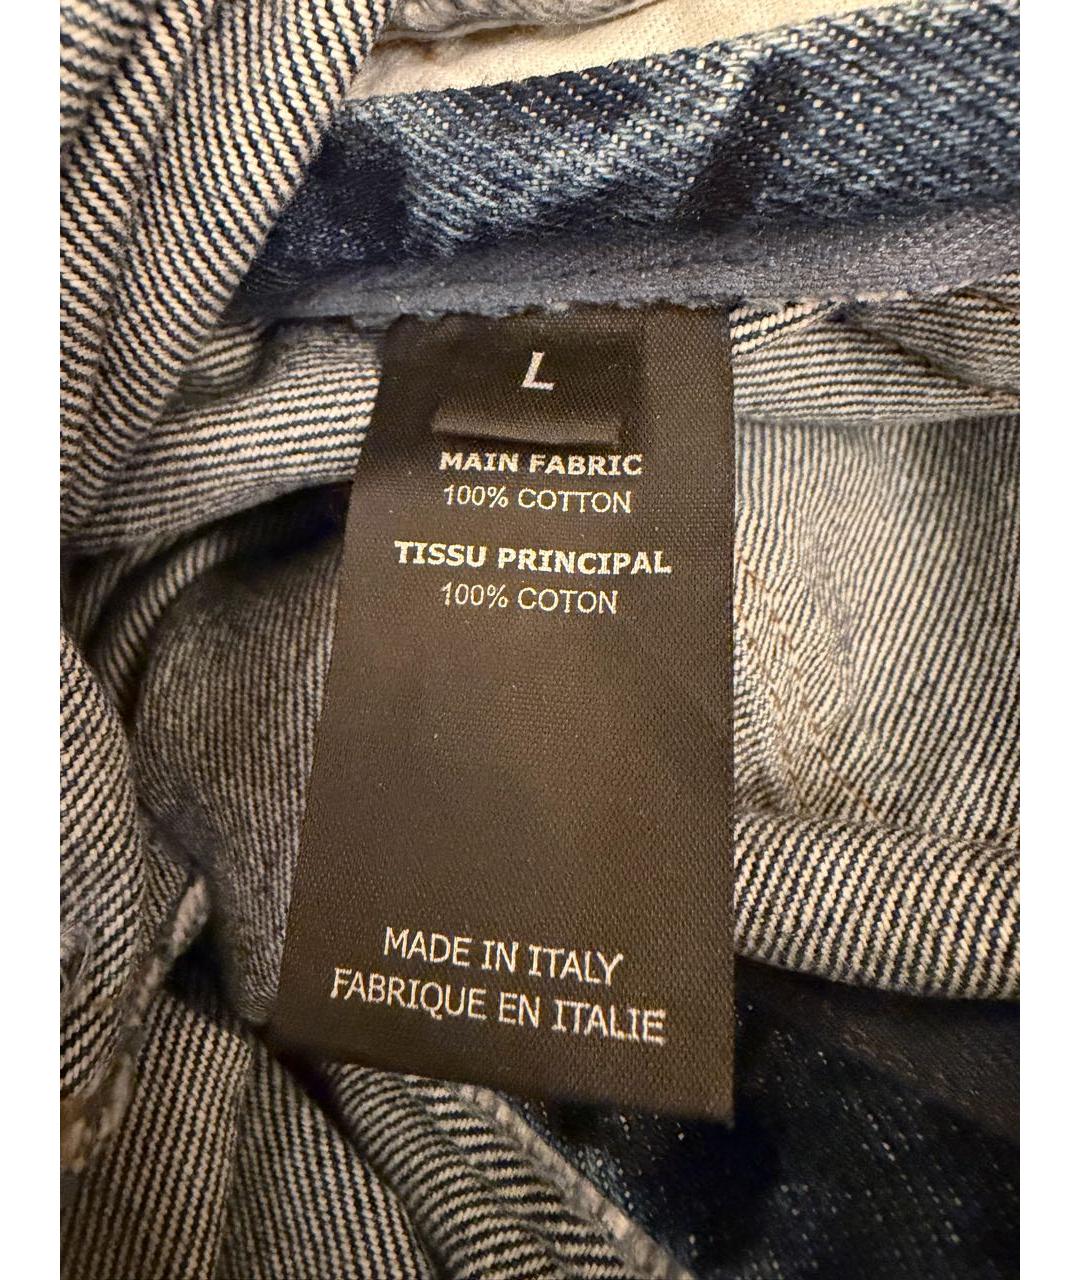 L
MAIN FABRIC
100% COTTON
TISSU PRINCIPAL
100% COTON
MADE IN ITALY
FABRIQUE EN ITALIE